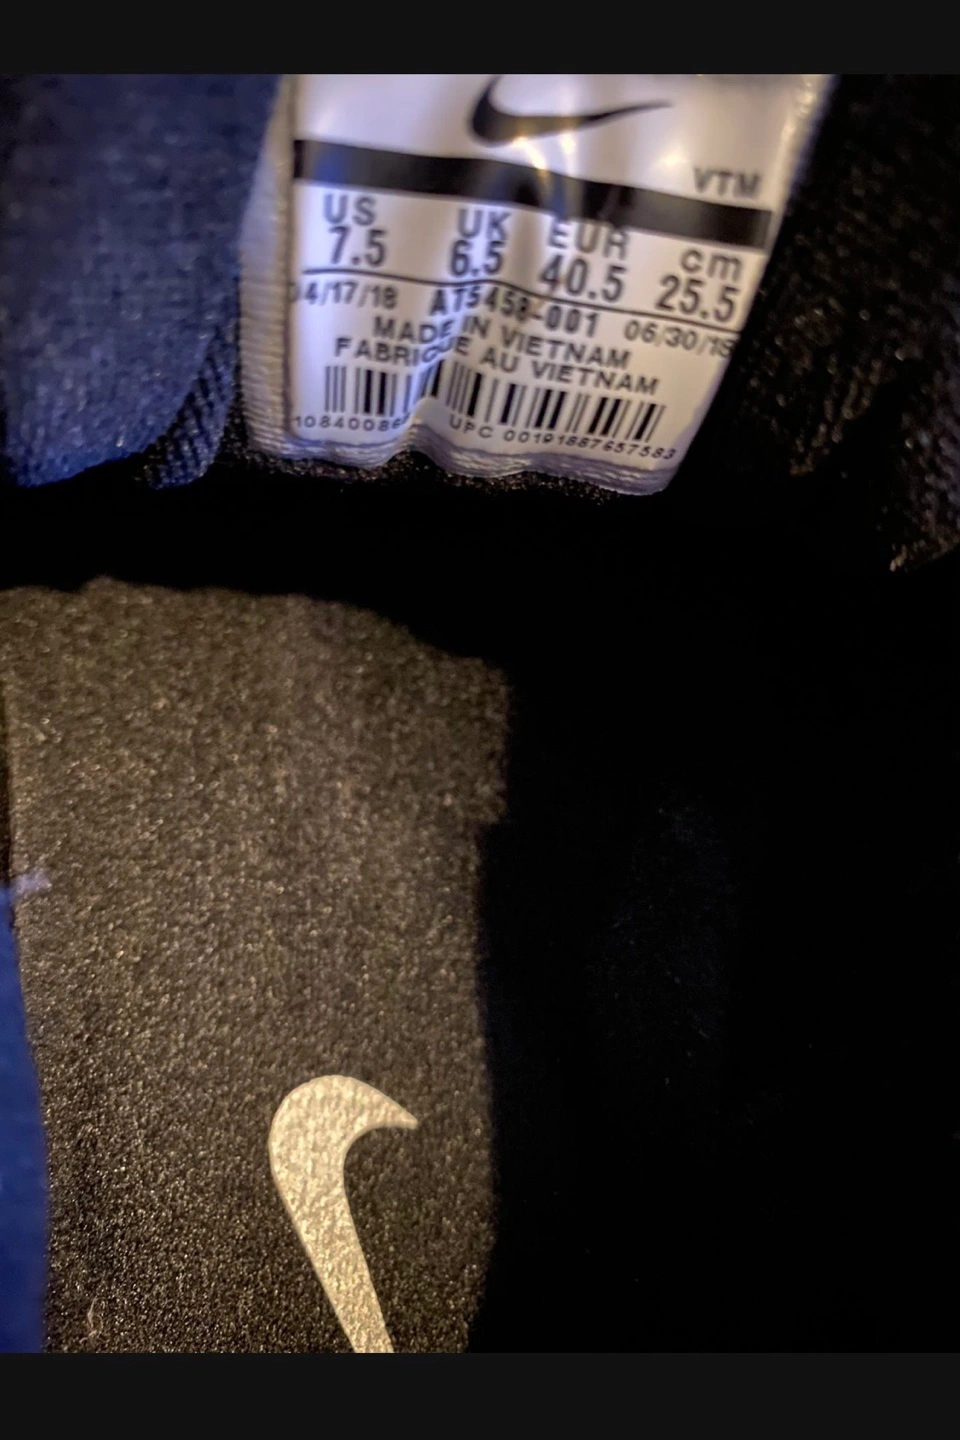 VTM
US UK EUR cm
7.5 6.5 40.5 25.5
04/17/18 AT5458-001 06/30/18
MADE IN VIETNAM
FABRIQUÉ AU VIETNAM
UPC 00191887657583